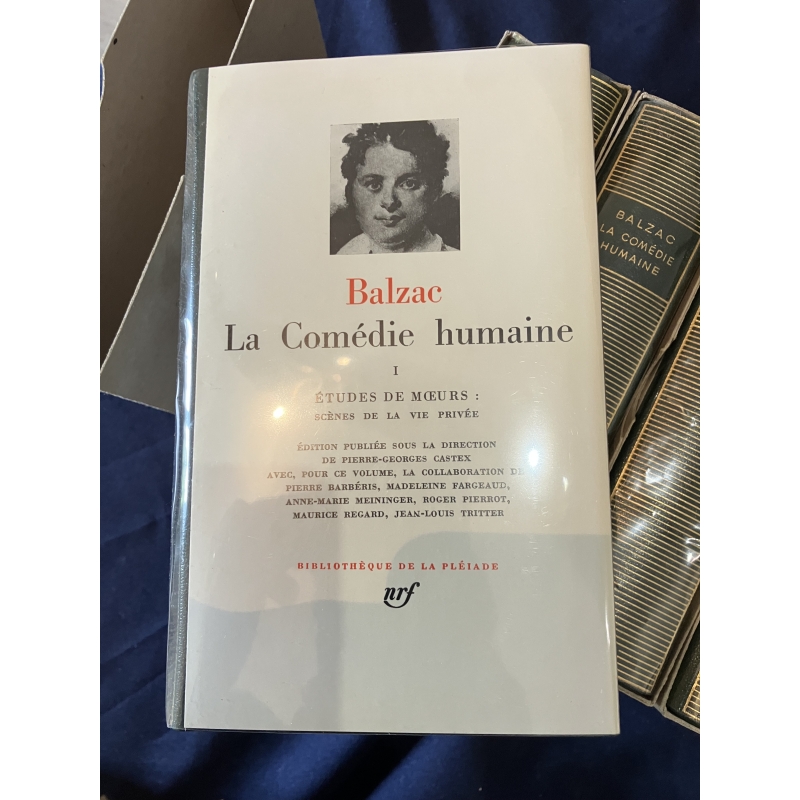 Balzac
La Comédie humaine
I
ÉTUDES DE MŒURS :
SCÈNES DE LA VIE PRIVÉE
ÉDITION PUBLIÉE SOUS LA DIRECTION
DE PIERRE-GEORGES CASTEX
AVEC, POUR CE VOLUME, LA COLLABORATION DE
PIERRE BARBÉRIS, MADELEINE FARGEAUD,
ANNE-MARIE MEININGER, ROGER PIERROT,
MAURICE REGARD, JEAN-LOUIS TRITTER
BIBLIOTHÈQUE DE LA PLÉIADE
nrf
BALZAC
LA COMÉDIE
HUMAINE